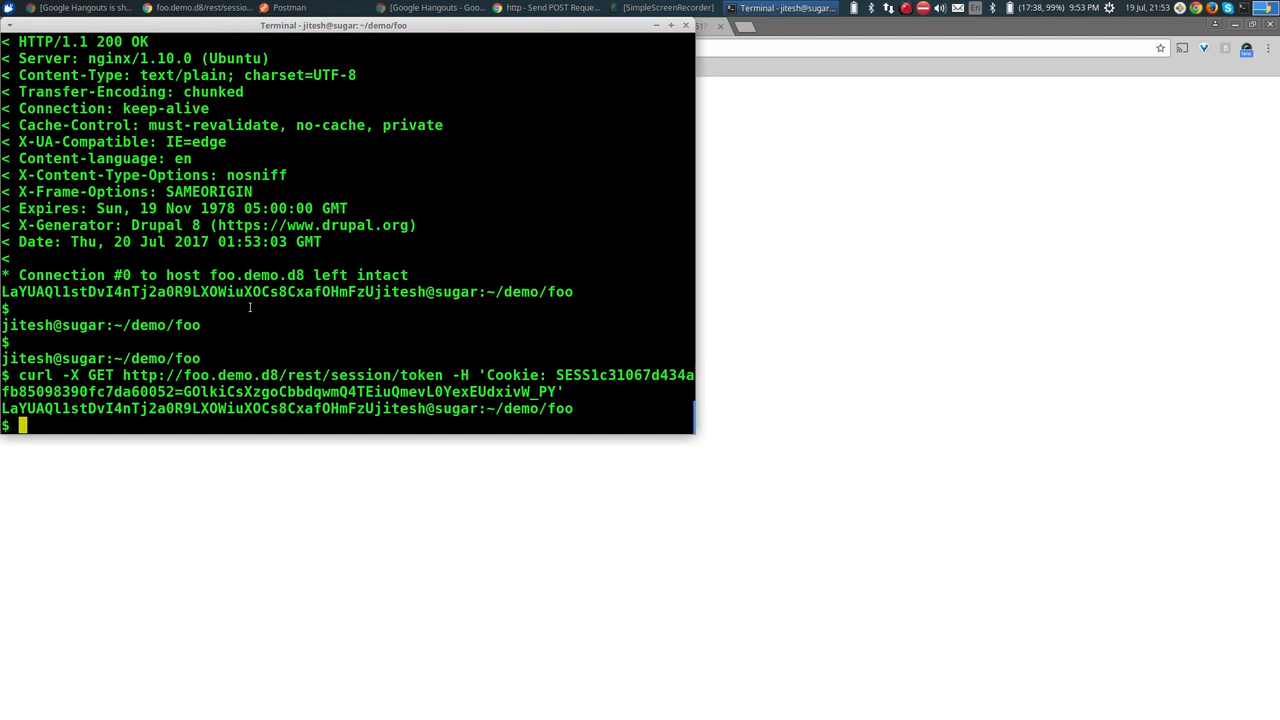 [Google Hangouts is sh...
foo.demo.d8/rest/sessio...
Postman
[Google Hangouts - Goo...
http - Send POST Reque...
[SimpleScreenRecorder]
Terminal - jitesh@sugar:...
En
(17:38, 99%)
9:53 PM
19 Jul, 21:53
Terminal - jitesh@sugar:~/demo/foo
< HTTP/1.1 200 OK
< Server: nginx/1.10.0 (Ubuntu)
< Content-Type: text/plain; charset=UTF-8
< Transfer-Encoding: chunked
< Connection: keep-alive
< Cache-Control: must-revalidate, no-cache, private
< X-UA-Compatible: IE=edge
< Content-language: en
< X-Content-Type-Options: nosniff
< X-Frame-Options: SAMEORIGIN
< Expires: Sun, 19 Nov 1978 05:00:00 GMT
< X-Generator: Drupal 8 (https://www.drupal.org)
< Date: Thu, 20 Jul 2017 01:53:03 GMT
<
* Connection #0 to host foo.demo.d8 left intact
LaYUAQl1stDvI4nTj2a0R9LXOWiuXOCs8CxafOHmFzUjitesh@sugar:~/demo/foo
$
jitesh@sugar:~/demo/foo
$
jitesh@sugar:~/demo/foo
$ curl -X GET http://foo.demo.d8/rest/session/token -H 'Cookie: SESS1c31067d434a
fb85098390fc7da60052=GOlkiCsXzgoCbbdqwmQ4TEiuQmevL0YexEUdxivW_PY'
LaYUAQl1stDvI4nTj2a0R9LXOWiuXOCs8CxafOHmFzUjitesh@sugar:~/demo/foo
$